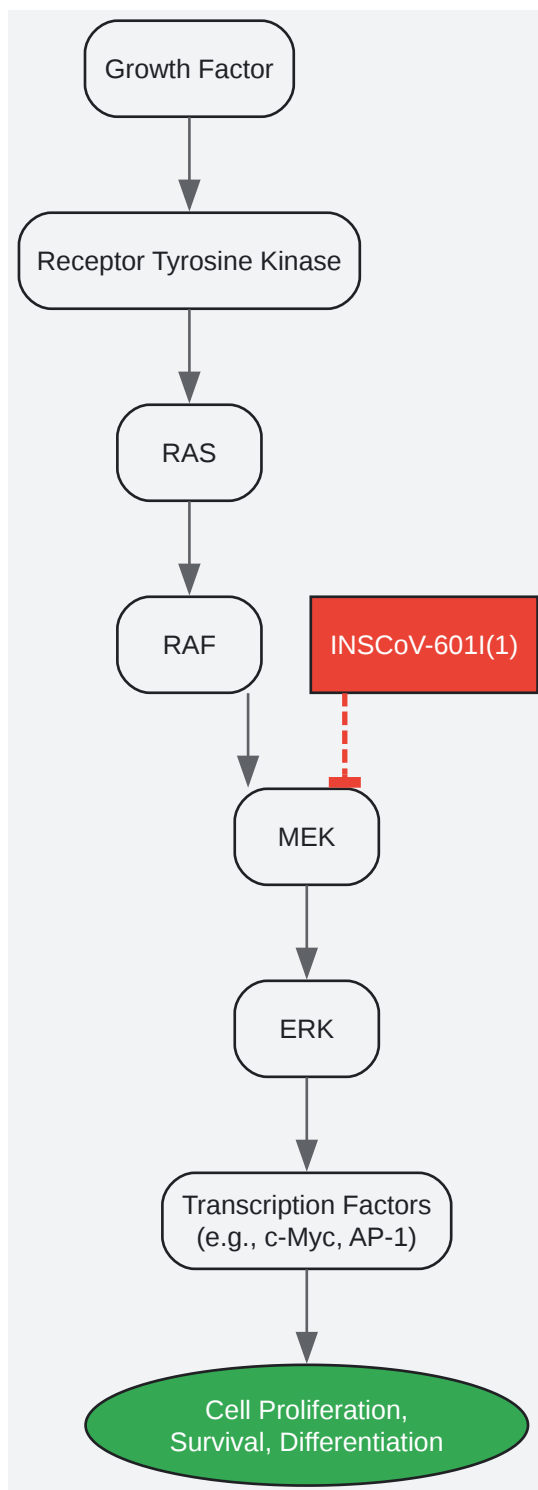 Growth Factor
Receptor Tyrosine Kinase
RAS
RAF
INSCoV-601I(1)
MEK
ERK
Transcription Factors
(e.g., c-Myc, AP-1)
Cell Proliferation,
Survival, Differentiation